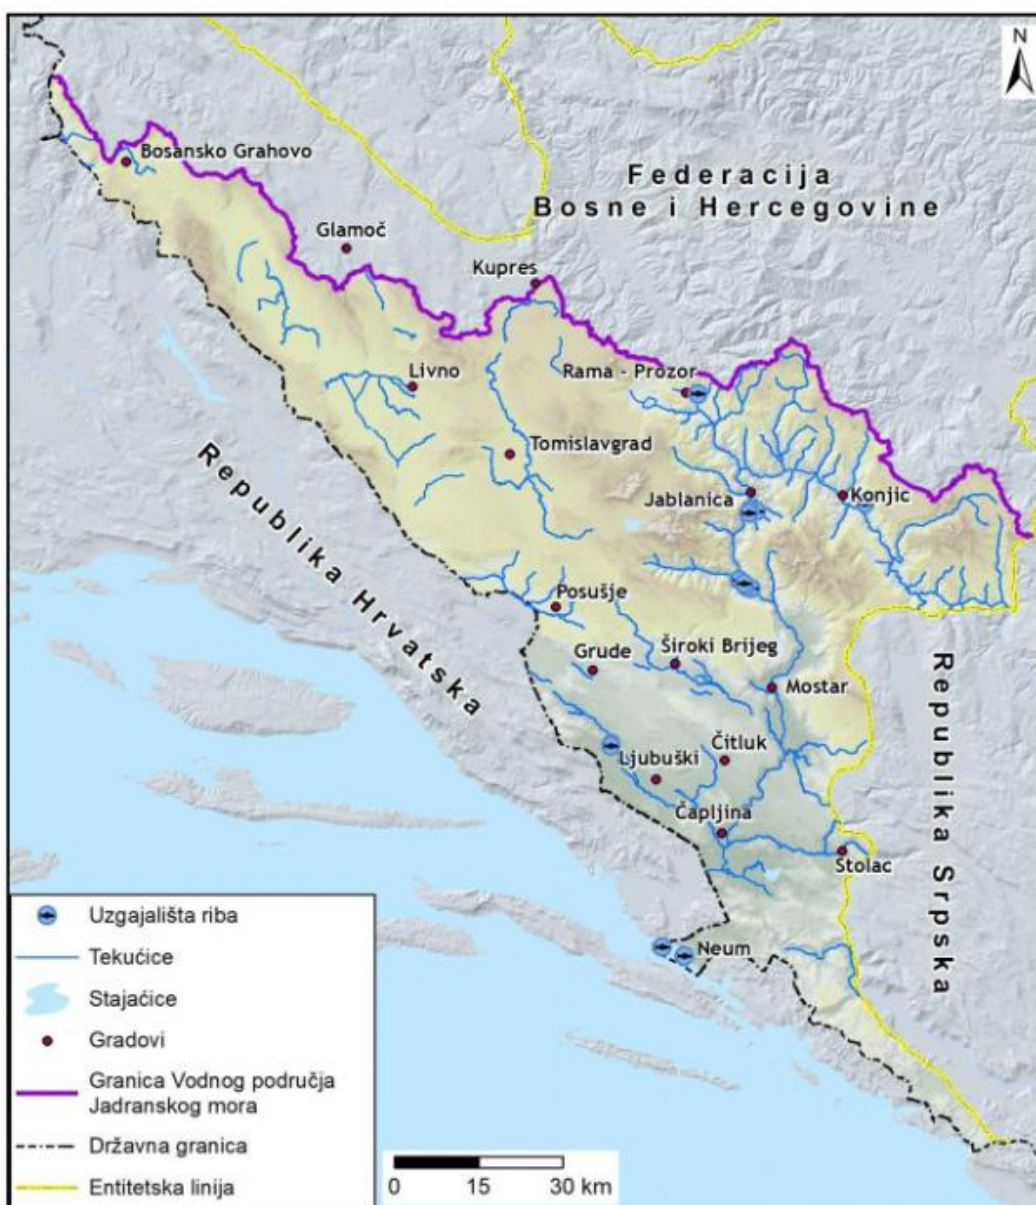 N
Bosansko Grahovo
Federacija
Bosne i Hercegovine
Glamoč
Kupres
Livno
Rama - Prozor
Tomislavgrad
Jablanica
Konjic
Republika Hrvatska
Posušje
Grude
Široki Brijeg
Mostar
Republika Srpska
Ljubuški
Čitluk
Čapljina
Stolac
Neum
Uzgajališta riba
Tekućice
Stajaćice
Gradovi
Granica Vodnog područja
Jadranskog mora
Državna granica
Entitetska linija
0 15 30 km